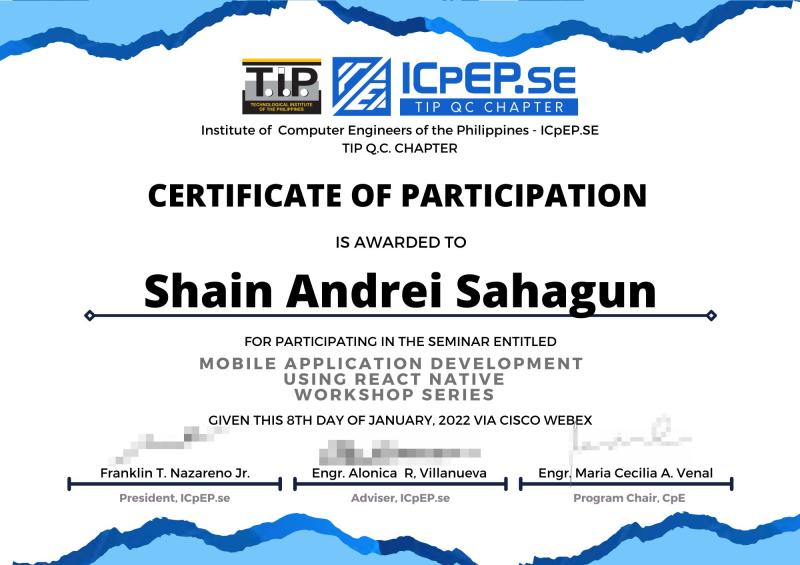 TIP
TECHNOLOGICAL INSTITUTE
OF THE PHILIPPINES
ICpEP.SE
TIP QC CHAPTER
Institute of Computer Engineers of the Philippines - ICpEP.SE
TIP Q.C. CHAPTER
CERTIFICATE OF PARTICIPATION
IS AWARDED TO
Shain Andrei Sahagun
FOR PARTICIPATING IN THE SEMINAR ENTITLED
MOBILE APPLICATION DEVELOPMENT
USING REACT NATIVE
WORKSHOP SERIES
GIVEN THIS 8TH DAY OF JANUARY, 2022 VIA CISCO WEBEX
Franklin T. Nazareno Jr. Engr. Alonica R, Villanueva Engr. Maria Cecilia A. Venal
President, ICpEP.se Adviser, ICpEP.se Program Chair, CpE